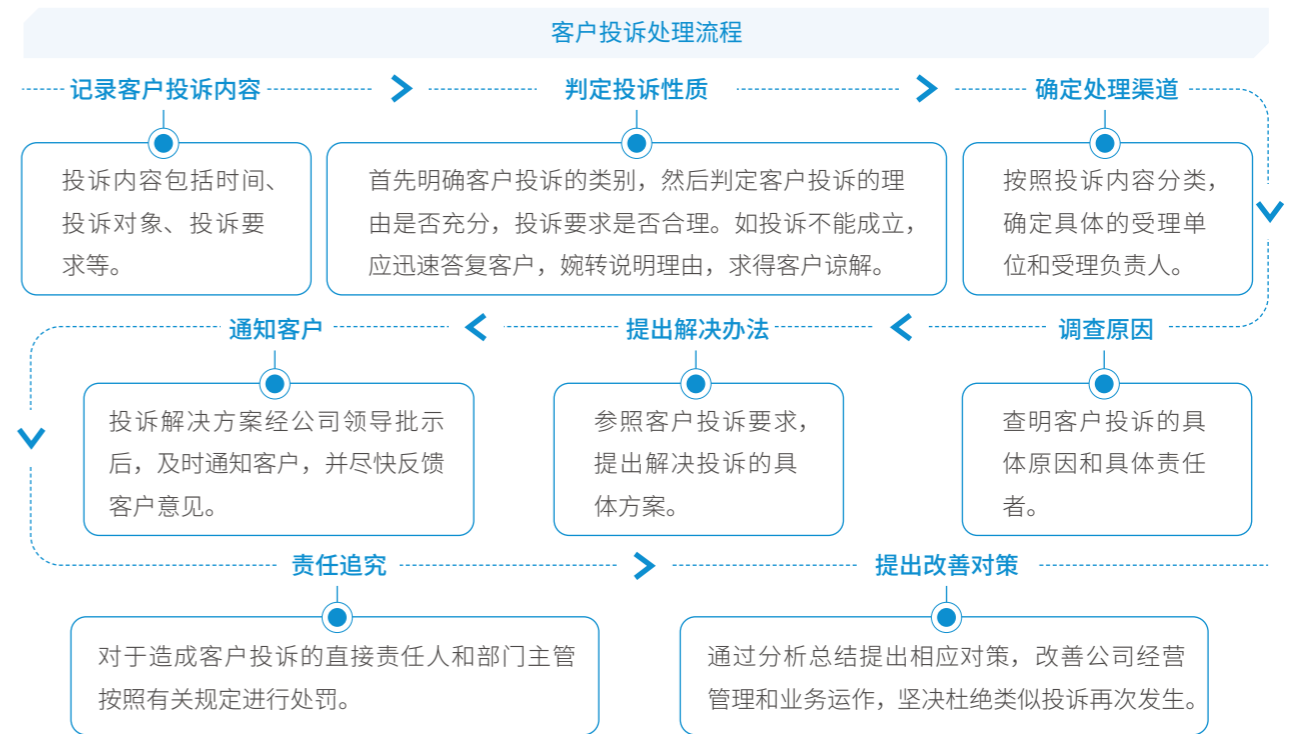 客户投诉处理流程
记录客户投诉内容
投诉内容包括时间、
投诉对象、投诉要
求等。
判定投诉性质
首先明确客户投诉的类别，然后判定客户投诉的理
由是否充分，投诉要求是否合理。如投诉不能成立，
应迅速答复客户，婉转说明理由，求得客户谅解。
确定处理渠道
按照投诉内容分类，
确定具体的受理单
位和受理负责人。
调查原因
查明客户投诉的具
体原因和具体责任
者。
提出解决办法
参照客户投诉要求，
提出解决投诉的具
体方案。
通知客户
投诉解决方案经公司领导批示
后，及时通知客户，并尽快反馈
客户意见。
责任追究
对于造成客户投诉的直接责任人和部门主管
按照有关规定进行处罚。
提出改善对策
通过分析总结提出相应对策，改善公司经营
管理和业务运作，坚决杜绝类似投诉再次发生。